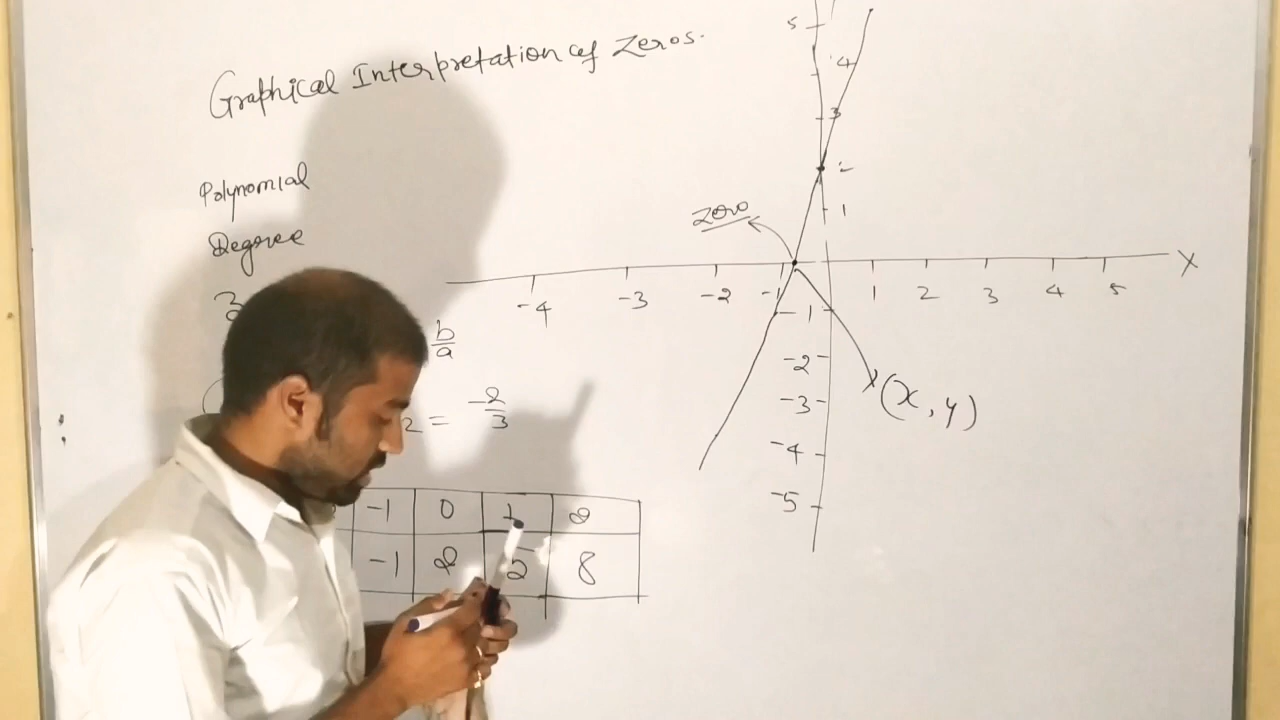 Graphical Interpretation of Zeros.
Polynomial
Degree
b/a
2 = -2/3
-1 0 1 2
-1 2 5 8
5
4
3
2
1
zero
X
-4 -3 -2 -1 1 2 3 4 5
-1
-2
-3
-4
-5
(x, y)